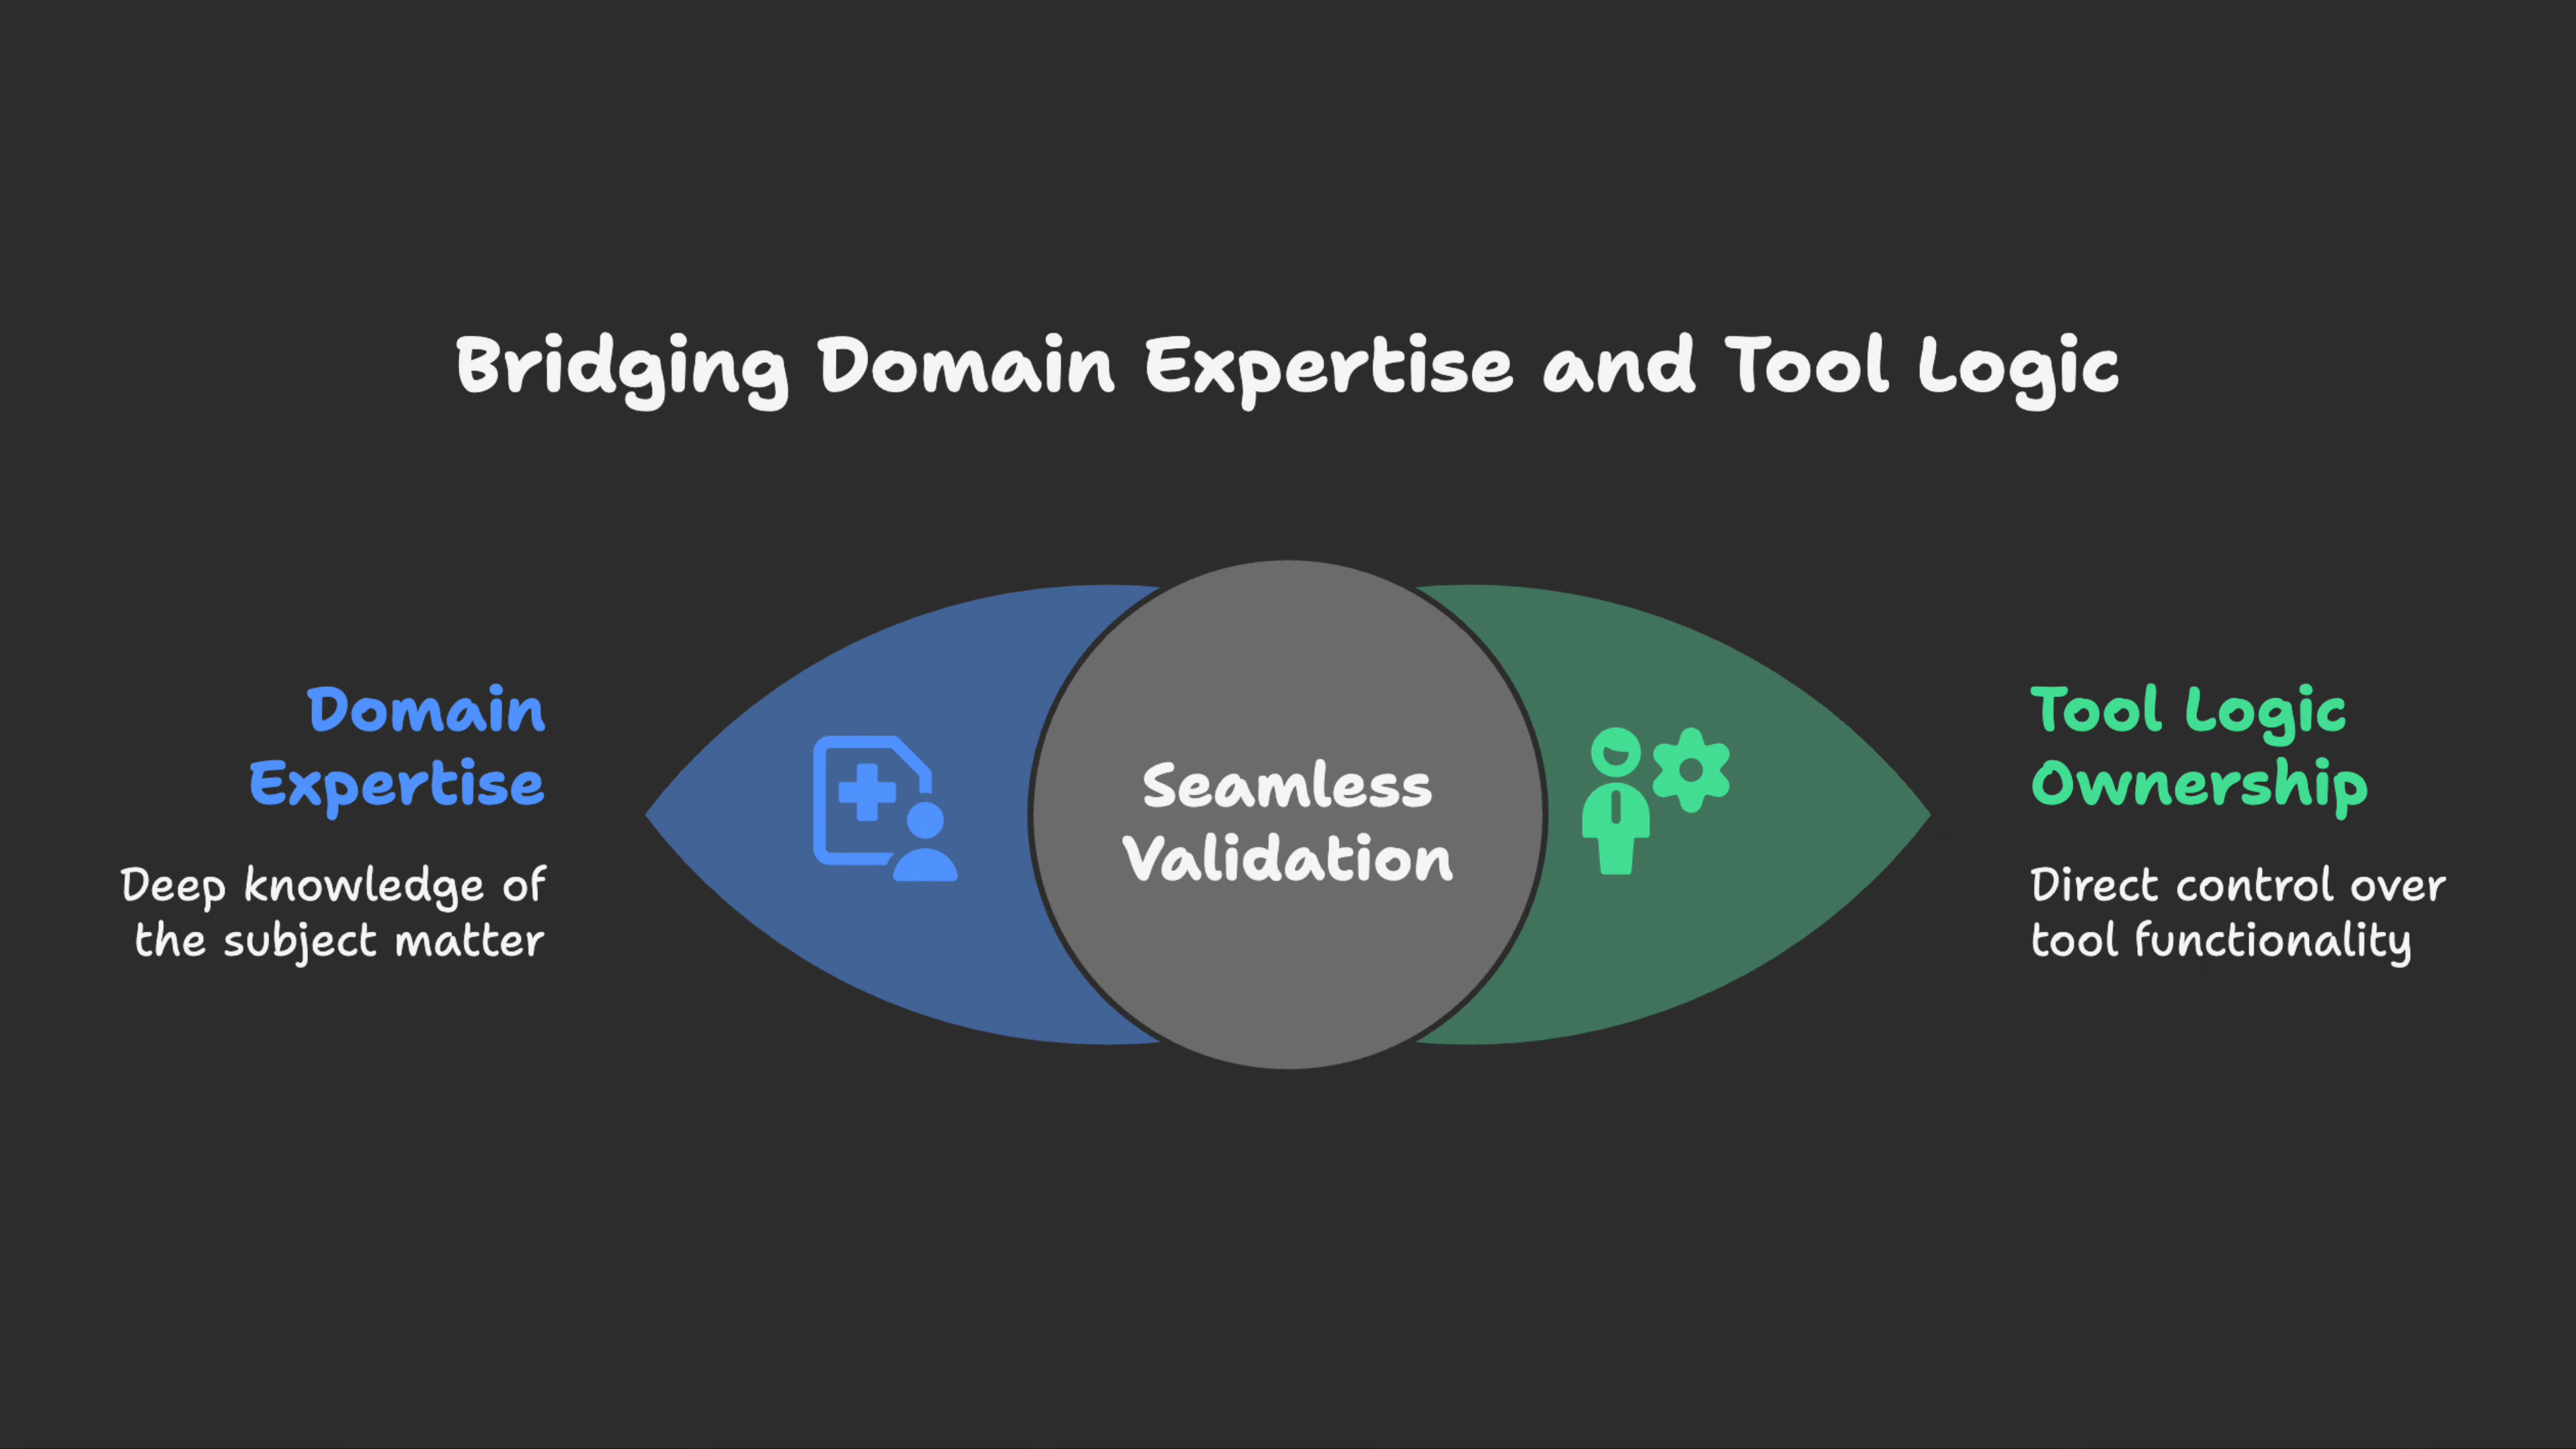 Bridging Domain Expertise and Tool Logic
Domain
Expertise
Deep knowledge of
the subject matter
Seamless
Validation
Tool Logic
Ownership
Direct control over
tool functionality